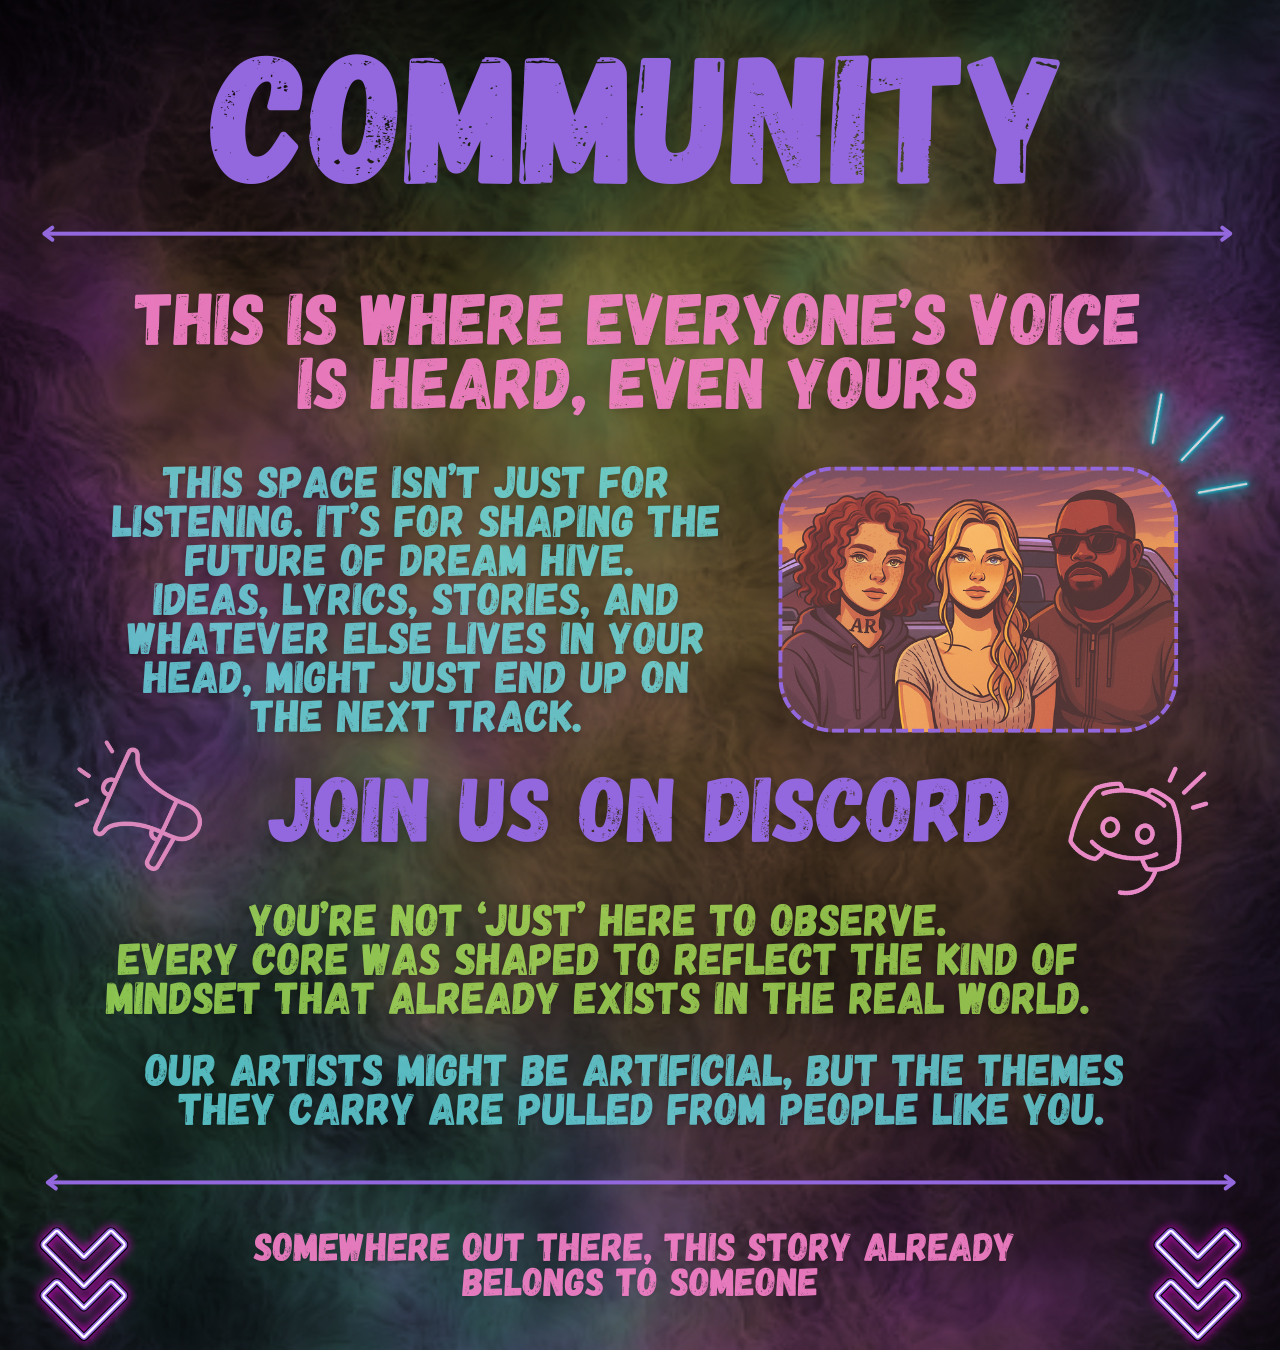 COMMUNITY
THIS IS WHERE EVERYONE'S VOICE
IS HEARD, EVEN YOURS
THIS SPACE ISN'T JUST FOR
LISTENING. IT'S FOR SHAPING THE
FUTURE OF DREAM HIVE.
IDEAS, LYRICS, STORIES, AND
WHATEVER ELSE LIVES IN YOUR
HEAD, MIGHT JUST END UP ON
THE NEXT TRACK.
AR
JOIN US ON DISCORD
YOU'RE NOT ‘JUST’ HERE TO OBSERVE.
EVERY CORE WAS SHAPED TO REFLECT THE KIND OF
MINDSET THAT ALREADY EXISTS IN THE REAL WORLD.
OUR ARTISTS MIGHT BE ARTIFICIAL, BUT THE THEMES
THEY CARRY ARE PULLED FROM PEOPLE LIKE YOU.
SOMEWHERE OUT THERE, THIS STORY ALREADY
BELONGS TO SOMEONE